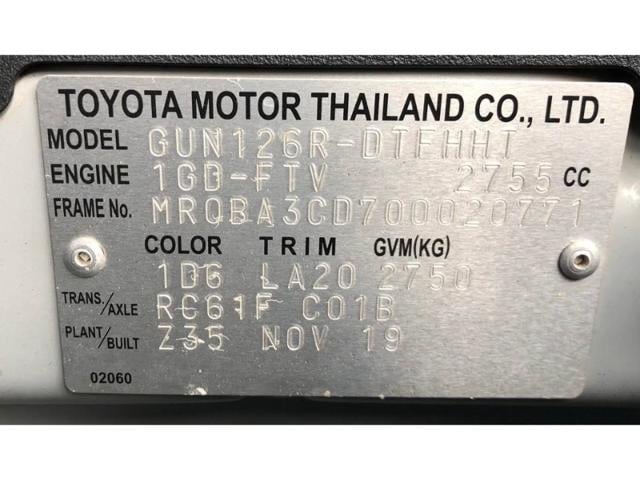 TOYOTA MOTOR THAILAND CO., LTD.
MODEL GUN126R-DTFHHT
ENGINE 1GD-FTV 2755 CC
FRAME No. MR0BA3CD700020771
COLOR TRIM GVM(KG)
1D6 LA20 2750
TRANS./AXLE RC61F C01B
PLANT/BUILT Z35 NOV 19
02060